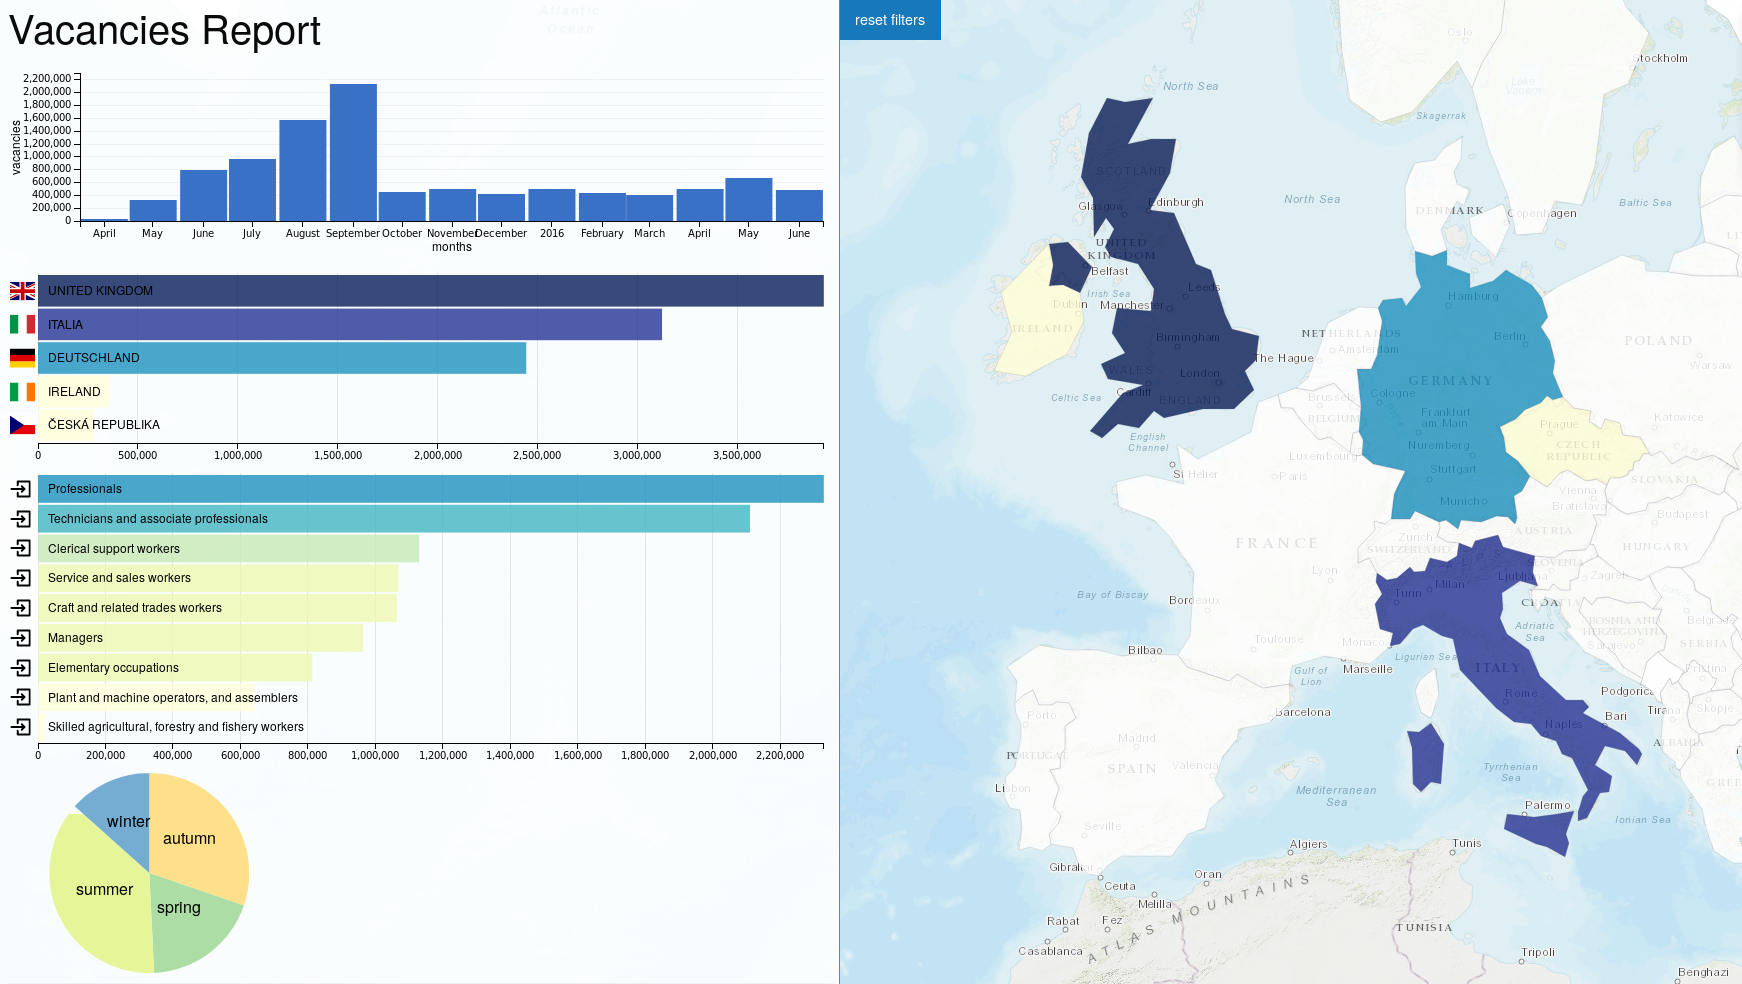 Vacancies Report
Atlantic
Ocean
vacancies
2,200,000
2,000,000
1,800,000
1,600,000
1,400,000
1,200,000
1,000,000
800,000
600,000
400,000
200,000
0
April May June July August September October November December 2016 February March April May June
months
UNITED KINGDOM
ITALIA
DEUTSCHLAND
IRELAND
ČESKÁ REPUBLIKA
0 500,000 1,000,000 1,500,000 2,000,000 2,500,000 3,000,000 3,500,000
Professionals
Technicians and associate professionals
Clerical support workers
Service and sales workers
Craft and related trades workers
Managers
Elementary occupations
Plant and machine operators, and assemblers
Skilled agricultural, forestry and fishery workers
0 200,000 400,000 600,000 800,000 1,000,000 1,200,000 1,400,000 1,600,000 1,800,000 2,000,000 2,200,000
winter
autumn
summer
spring
reset filters
Oslo
Stockholm
Lake
Vanern
North Sea
Skagerrak
SCOTLAND
Glasgow
Edinburgh
North Sea
DENMARK
Copenhagen
Baltic Sea
UNITED
KINGDOM
Belfast
Irish Sea
Dublin
Manchester
Leeds
IRELAND
Birmingham
NETHERLANDS
Amsterdam
The Hague
Hamburg
Berlin
POLAND
Warsaw
WALES
London
Cardiff
ENGLAND
Celtic Sea
English
Channel
Brussels
BELGIUM
Cologne
GERMANY
Frankfurt
am Main
Nuremberg
Prague
CZECH
REPUBLIC
Katowice
Luxembourg
St Helier
Paris
Stuttgart
Munich
Vienna
Bratislava
SLOVAKIA
Budapest
FRANCE
Zurich
SWITZERLAND
AUSTRIA
HUNGARY
Lyon
Milan
Turin
ALPS
SLOVENIA
Ljubljana
Zagreb
CROATIA
Bay of Biscay
Bordeaux
Adriatic
Sea
BOSNIA AND
HERZEGOVINA
Belgrade
SERBIA
Sarajevo
Toulouse
Monaco
Bilbao
Marseille
Gulf of
Lion
Ligurian Sea
ITALY
Pristina
Rome
Podgorica
Skopje
Tirana
Barcelona
Porto
Naples
Bari
Madrid
PORTUGAL
SPAIN
Valencia
ALBANIA
Tyrrhenian
Sea
Lisbon
Mediterranean
Sea
Palermo
Ionian Sea
Seville
Algiers
Tunis
Gibraltar
Oran
Ceuta
Melilla
Rabat
Fez
ATLAS MOUNTAINS
TUNISIA
Casablanca
Tripoli
Benghazi